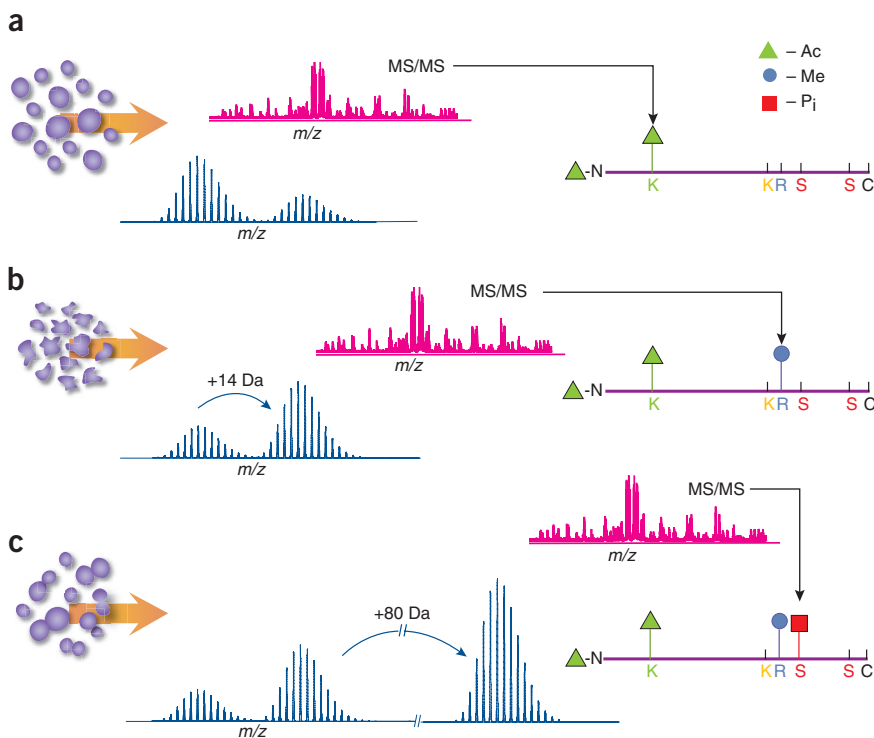 a
MS/MS
– Ac
– Me
– Pi
m/z
-N
K
K R S S C
m/z
b
MS/MS
m/z
+14 Da
-N
K
K R S S C
m/z
MS/MS
c
m/z
+80 Da
-N
K
K R S S C
m/z